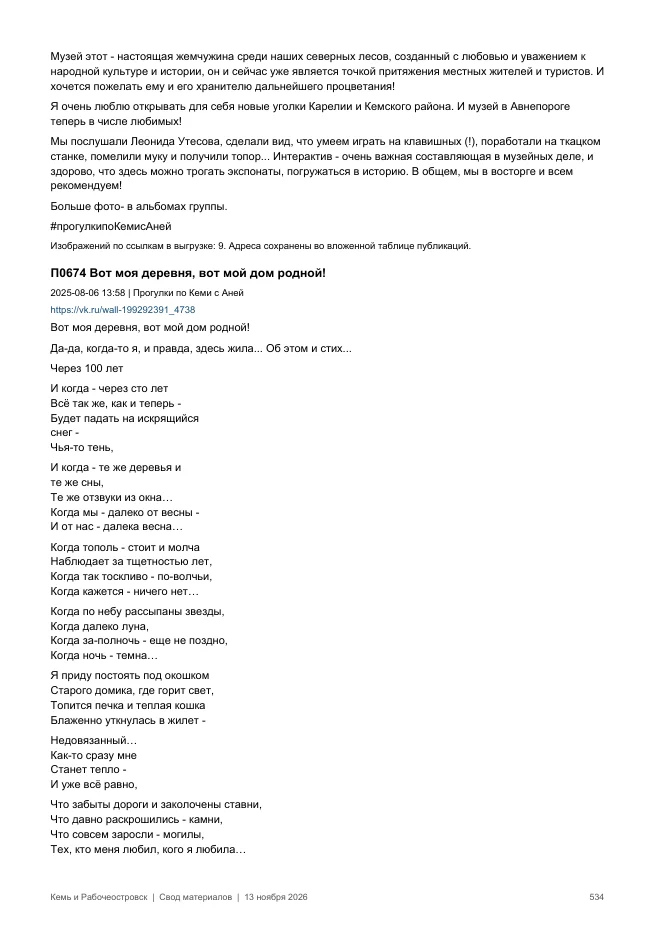 Музей этот - настоящая жемчужина среди наших северных лесов, созданный с любовью и уважением к
народной культуре и истории, он и сейчас уже является точкой притяжения местных жителей и туристов. И
хочется пожелать ему и его хранителю дальнейшего процветания!
Я очень люблю открывать для себя новые уголки Карелии и Кемского района. И музей в Авнепороге
теперь в числе любимых!
Мы послушали Леонида Утесова, сделали вид, что умеем играть на клавишных (!), поработали на ткацком
станке, помелили муку и получили топор... Интерактив - очень важная составляющая в музейных деле, и
здорово, что здесь можно трогать экспонаты, погружаться в историю. В общем, мы в восторге и всем
рекомендуем!
Больше фото- в альбомах группы.
#прогулкипоКемисАней
Изображений по ссылкам в выгрузке: 9. Адреса сохранены во вложенной таблице публикаций.
П0674 Вот моя деревня, вот мой дом родной!
2025-08-06 13:58 | Прогулки по Кеми с Аней
https://vk.ru/wall-199292391_4738
Вот моя деревня, вот мой дом родной!
Да-да, когда-то я, и правда, здесь жила... Об этом и стих...
Через 100 лет
И когда - через сто лет
Всё так же, как и теперь -
Будет падать на искрящийся
снег -
Чья-то тень,
И когда - те же деревья и
те же сны,
Те же отзвуки из окна…
Когда мы - далеко от весны -
И от нас - далека весна…
Когда тополь - стоит и молча
Наблюдает за тщетностью лет,
Когда так тоскливо - по-волчьи,
Когда кажется - ничего нет…
Когда по небу рассыпаны звезды,
Когда далеко луна,
Когда за-полночь - еще не поздно,
Когда ночь - темна…
Я приду постоять под окошком
Старого домика, где горит свет,
Топится печка и теплая кошка
Блаженно уткнулась в жилет -
Недовязанный…
Как-то сразу мне
Станет тепло -
И уже всё равно,
Что забыты дороги и заколочены ставни,
Что давно раскрошились - камни,
Что совсем заросли - могилы,
Тех, кто меня любил, кого я любила…
Кемь и Рабочеостровск | Свод материалов | 13 ноября 2026
534